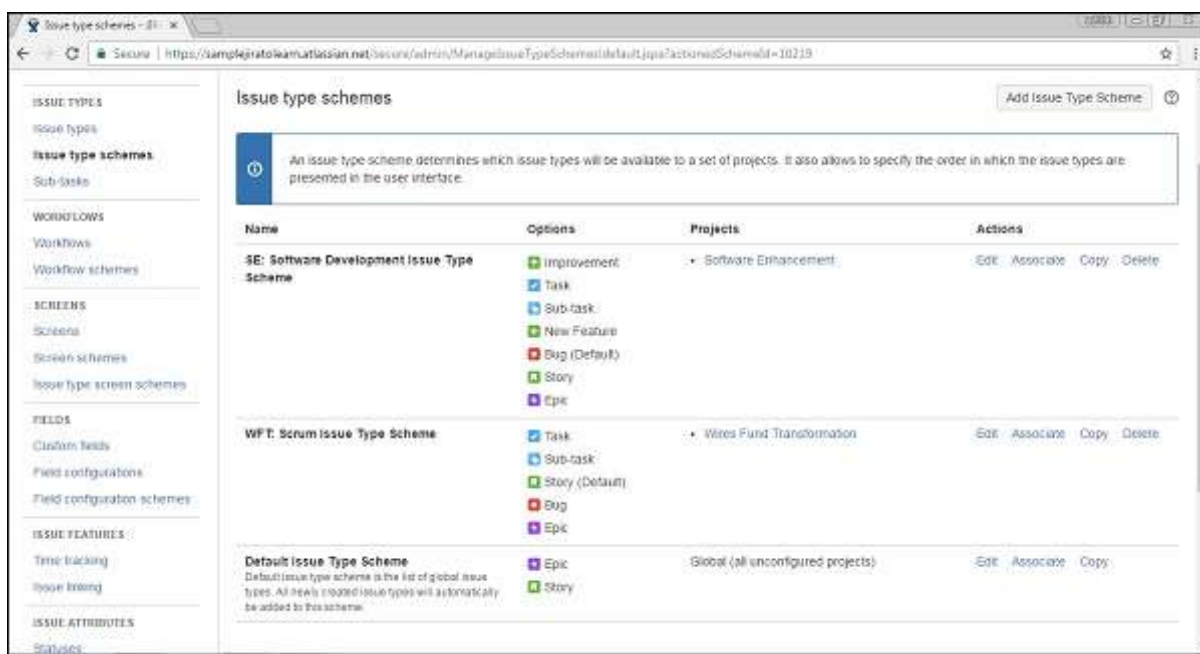 Issue type schemes -
Secure | https://samplejiratolearn.atlassian.net/secure/admin/ManageIssueTypeSchemes!default.jspa?actionedSchemeId=10219
ISSUE TYPES
Issue types
Issue type schemes
Sub-tasks
WORKFLOWS
Workflows
Workflow schemes
SCREENS
Screens
Screen schemes
Issue type screen schemes
FIELDS
Custom fields
Field configurations
Field configuration schemes
ISSUE FEATURES
Time tracking
Issue linking
ISSUE ATTRIBUTES
Statuses
Issue type schemes
Add Issue Type Scheme
An issue type scheme determines which issue types will be available to a set of projects. It also allows to specify the order in which the issue types are
presented in the user interface.
Name Options Projects Actions
SE: Software Development Issue Type
Scheme
Improvement
Task
Sub-task
New Feature
Bug (Default)
Story
Epic
• Software Enhancement
Edit Associate Copy Delete
WFT: Scrum Issue Type Scheme
Task
Sub-task
Story (Default)
Bug
Epic
• Wires Fund Transformation
Edit Associate Copy Delete
Default Issue Type Scheme
Default issue type scheme is the list of global issue
types. All newly created issue types will automatically
be added to this scheme.
Epic
Story
Global (all unconfigured projects)
Edit Associate Copy